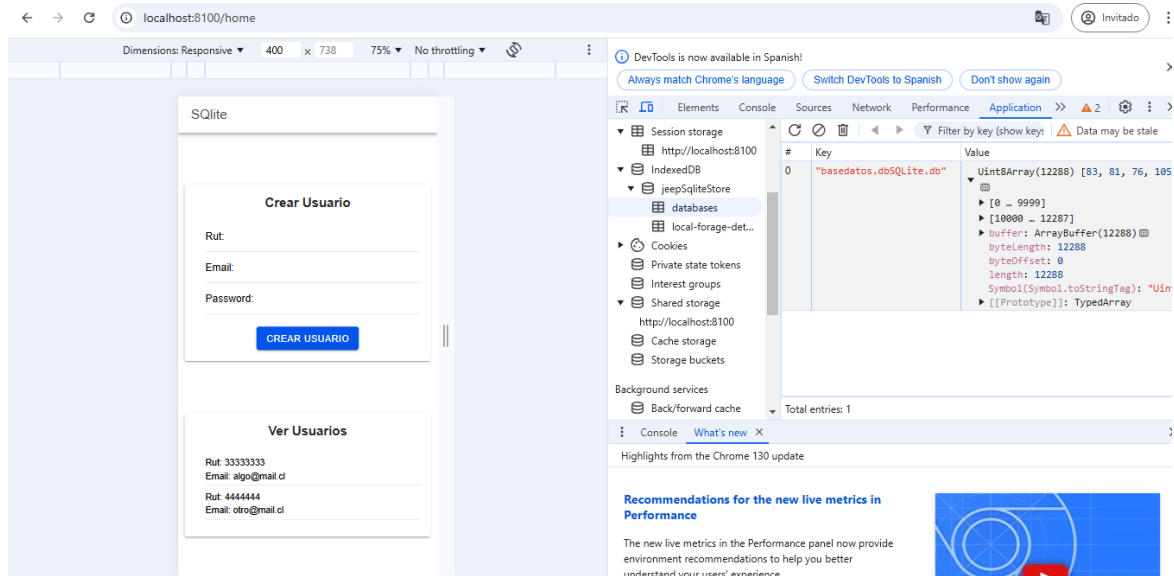 localhost:8100/home
Invitado
Dimensions: Responsive ▼ 400 x 738 75% ▼ No throttling ▼
SQlite
Crear Usuario
Rut:
Email:
Password:
CREAR USUARIO
Ver Usuarios
Rut: 33333333
Email: algo@mail.cl
Rut: 4444444
Email: otro@mail.cl
DevTools is now available in Spanish!
Always match Chrome's language Switch DevTools to Spanish Don't show again
Elements Console Sources Network Performance Application 2
Session storage
http://localhost:8100
IndexedDB
jeepSqliteStore
databases
local-forage-det...
Cookies
Private state tokens
Interest groups
Shared storage
http://localhost:8100
Cache storage
Storage buckets
Background services
Back/forward cache
Filter by key (show keys Data may be stale
# Key Value
0 "basedatos.dbSQLite.db" Uint8Array(12288) [83, 81, 76, 105
[0 … 9999]
[10000 … 12287]
buffer: ArrayBuffer(12288)
byteLength: 12288
byteOffset: 0
length: 12288
Symbol(Symbol.toStringTag): "Uin
[[Prototype]]: TypedArray
Total entries: 1
Console What's new
Highlights from the Chrome 130 update
Recommendations for the new live metrics in
Performance
The new live metrics in the Performance panel now provide
environment recommendations to help you better
understand your users' experience.